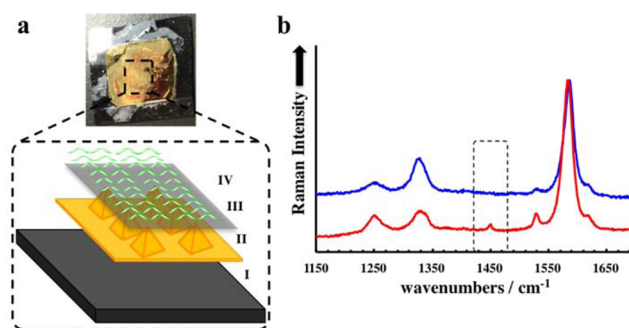 a
IV
III
II
I
b
Raman Intensity
1150 1250 1350 1450 1550 1650
wavenumbers / cm⁻¹